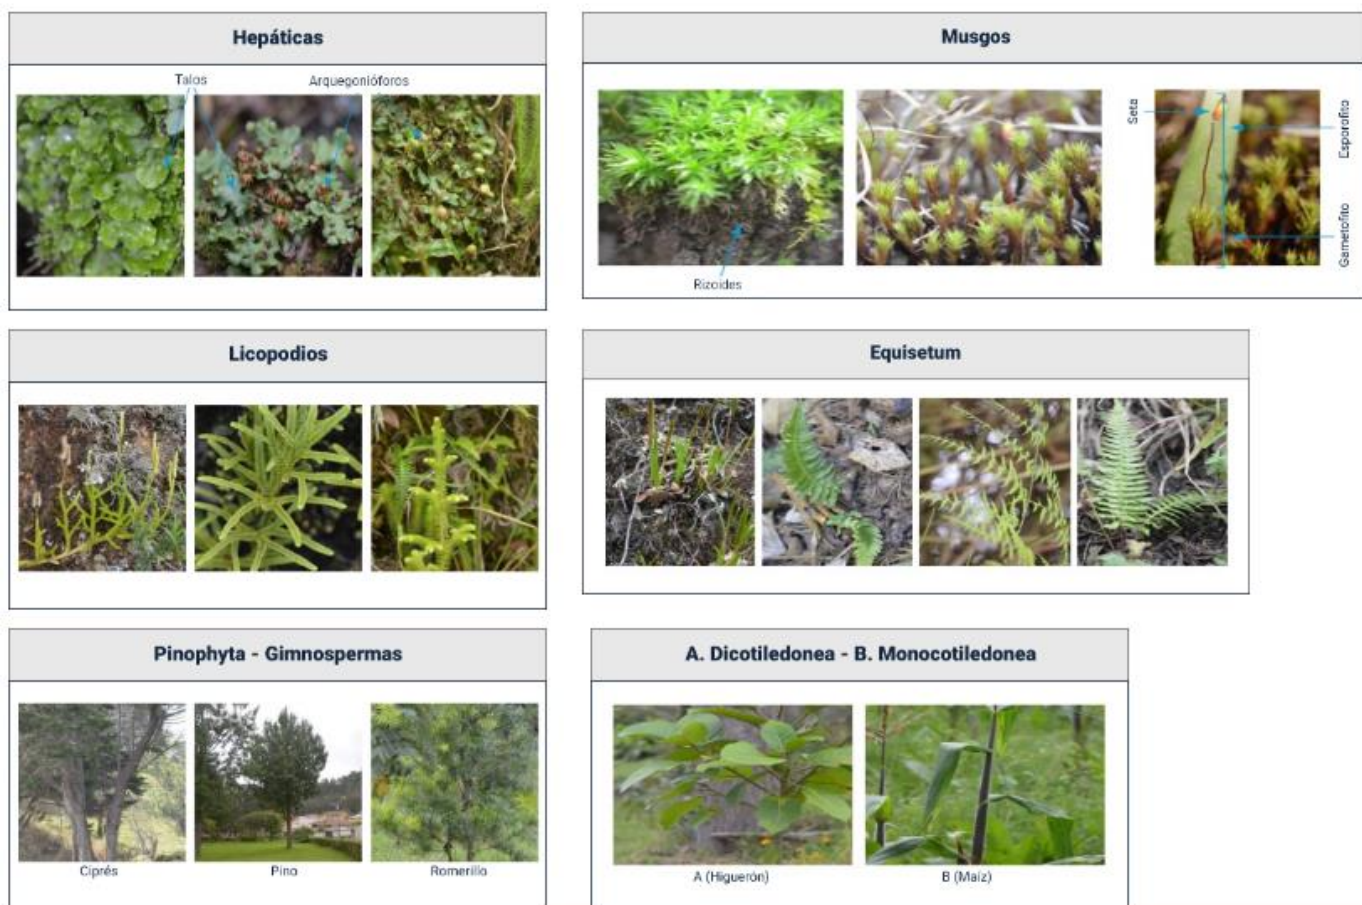 Hepáticas
Talos
Arquegonióforos
Musgos
Seta
Esporofito
Gametofito
Rizoides
Licopodios
Equisetum
Pinophyta - Gimnospermas
Ciprés
Pino
Romerillo
A. Dicotiledonea - B. Monocotiledonea
A (Higuerón)
B (Maíz)